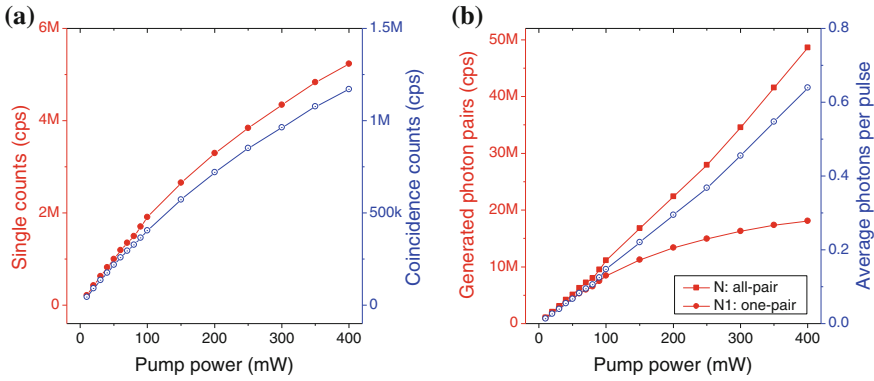 (a)
6M
4M
2M
0
Single counts (cps)
1.5M
1M
500k
0
Coincidence counts (cps)
0
100
200
300
400
Pump power (mW)
(b)
50M
40M
30M
20M
10M
0
Generated photon pairs (cps)
0.8
0.6
0.4
0.2
0.0
Average photons per pulse
N: all-pair
N1: one-pair
0
100
200
300
400
Pump power (mW)